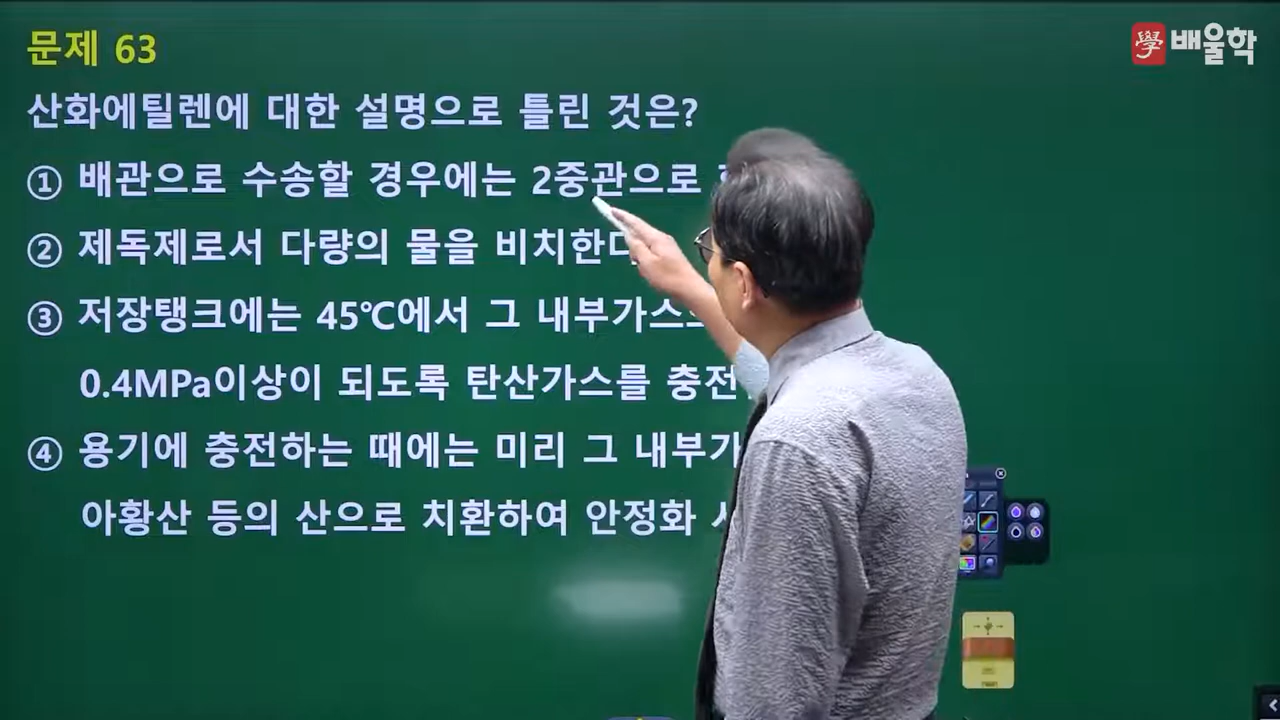 문제 63
學 배울학
산화에틸렌에 대한 설명으로 틀린 것은?
① 배관으로 수송할 경우에는 2중관으로
② 제독제로서 다량의 물을 비치한다
③ 저장탱크에는 45℃에서 그 내부가스의
0.4MPa이상이 되도록 탄산가스를 충전
④ 용기에 충전하는 때에는 미리 그 내부가
아황산 등의 산으로 치환하여 안정화